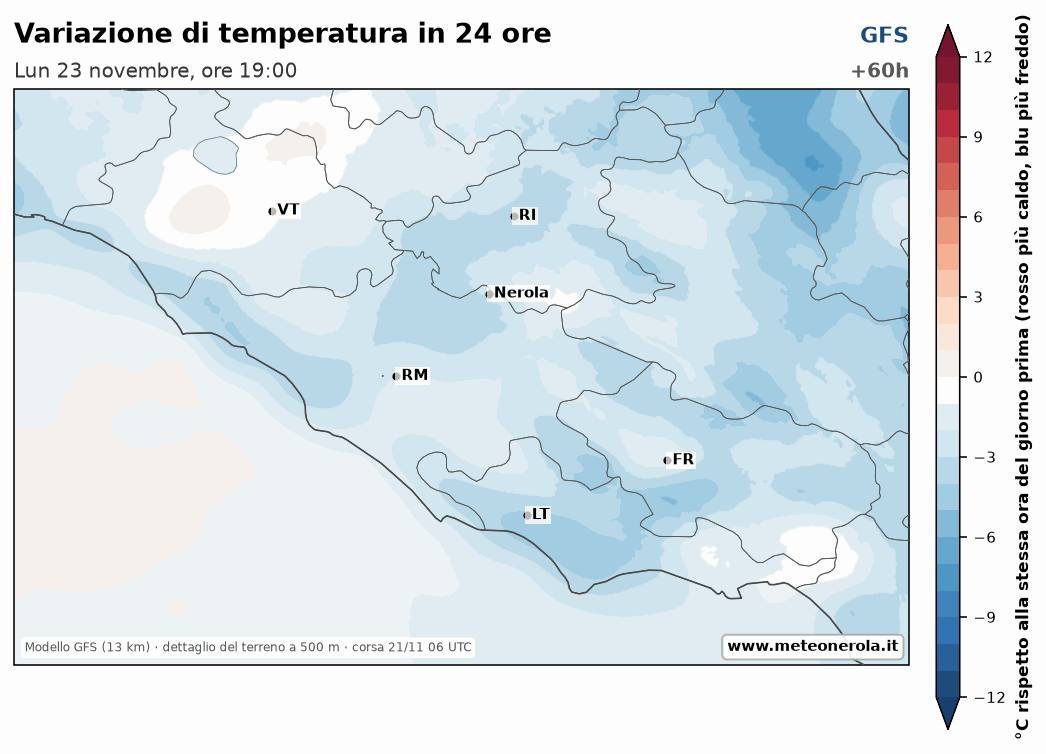 Variazione di temperatura in 24 ore
GFS
Lun 23 novembre, ore 19:00
+60h
VT
RI
Nerola
RM
FR
LT
Modello GFS (13 km) · dettaglio del terreno a 500 m · corsa 21/11 06 UTC
www.meteonerola.it
12
9
6
3
0
−3
−6
−9
−12
°C rispetto alla stessa ora del giorno prima (rosso più caldo, blu più freddo)